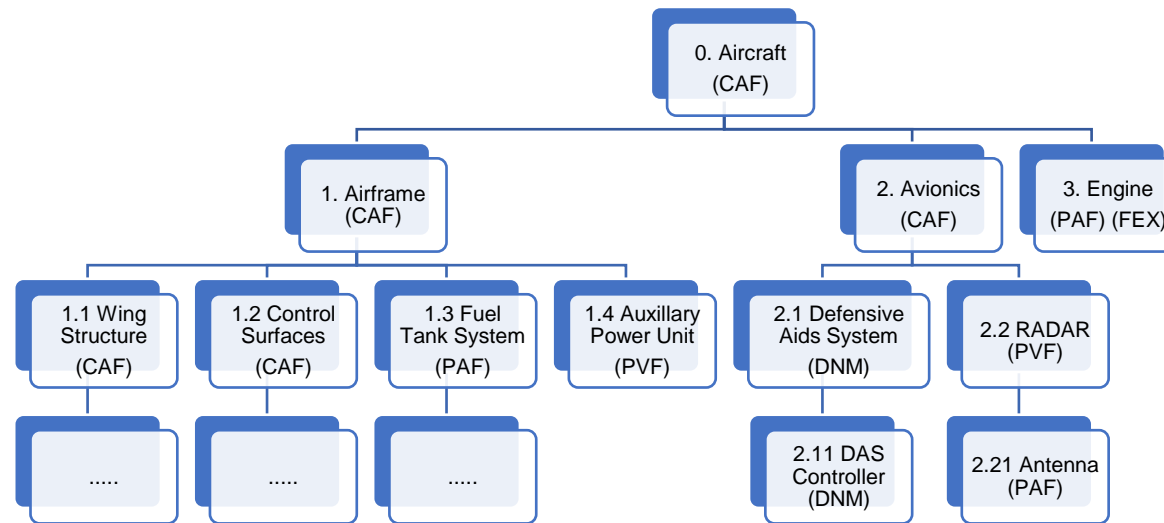 0. Aircraft
(CAF)
1. Airframe
(CAF)
2. Avionics
(CAF)
3. Engine
(PAF) (FEX)
1.1 Wing
Structure
(CAF)
1.2 Control
Surfaces
(CAF)
1.3 Fuel
Tank System
(PAF)
1.4 Auxillary
Power Unit
(PVF)
2.1 Defensive
Aids System
(DNM)
2.2 RADAR
(PVF)
.....
.....
.....
2.11 DAS
Controller
(DNM)
2.21 Antenna
(PAF)